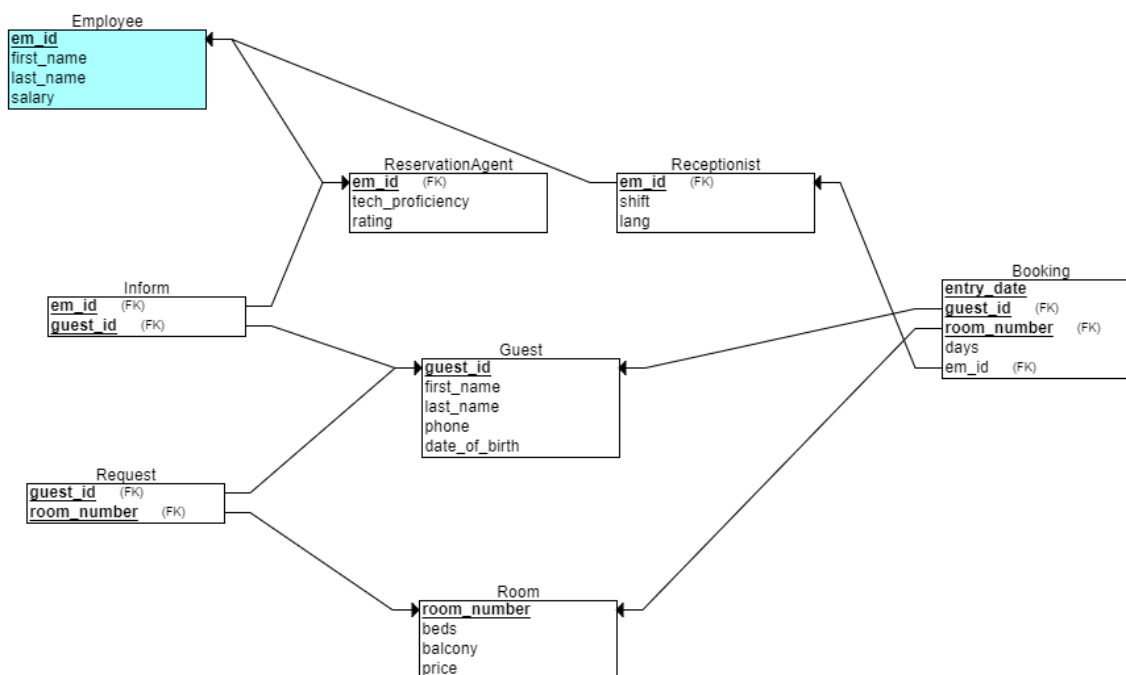 Employee
em_id
first_name
last_name
salary
ReservationAgent
em_id (FK)
tech_proficiency
rating
Receptionist
em_id (FK)
shift
lang
Inform
em_id (FK)
guest_id (FK)
Booking
entry_date
guest_id (FK)
room_number (FK)
days
em_id (FK)
Guest
guest_id
first_name
last_name
phone
date_of_birth
Request
guest_id (FK)
room_number (FK)
Room
room_number
beds
balcony
price